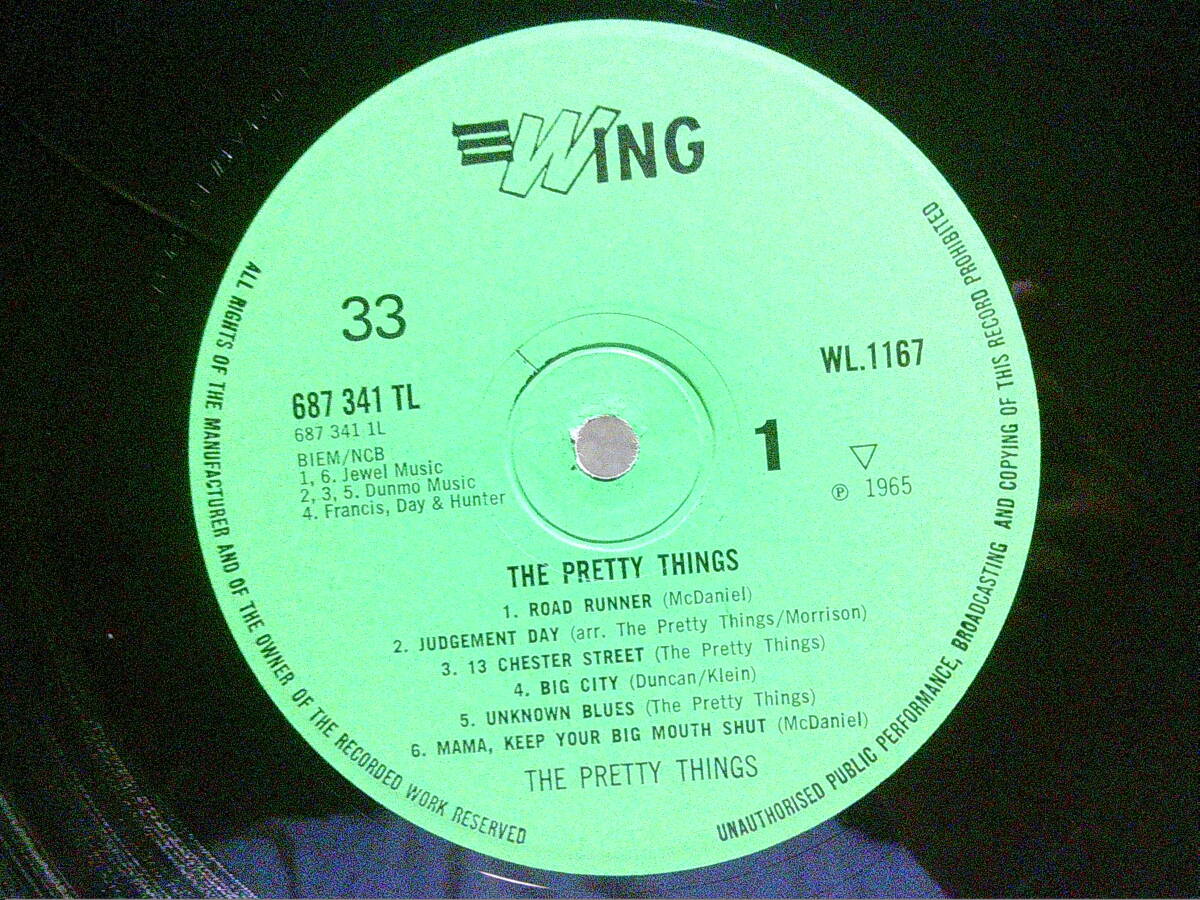 WING
33
687 341 TL
687 341 1L
BIEM/NCB
1, 6. Jewel Music
2, 3, 5. Dunmo Music
4. Francis, Day & Hunter
WL.1167
1
℗ 1965
THE PRETTY THINGS
1. ROAD RUNNER (McDaniel)
2. JUDGEMENT DAY (arr. The Pretty Things/Morrison)
3. 13 CHESTER STREET (The Pretty Things)
4. BIG CITY (Duncan/Klein)
5. UNKNOWN BLUES (The Pretty Things)
6. MAMA, KEEP YOUR BIG MOUTH SHUT (McDaniel)
THE PRETTY THINGS
ALL RIGHTS OF THE MANUFACTURER AND OF THE OWNER OF THE RECORDED WORK RESERVED
UNAUTHORISED PUBLIC PERFORMANCE, BROADCASTING AND COPYING OF THIS RECORD PROHIBITED